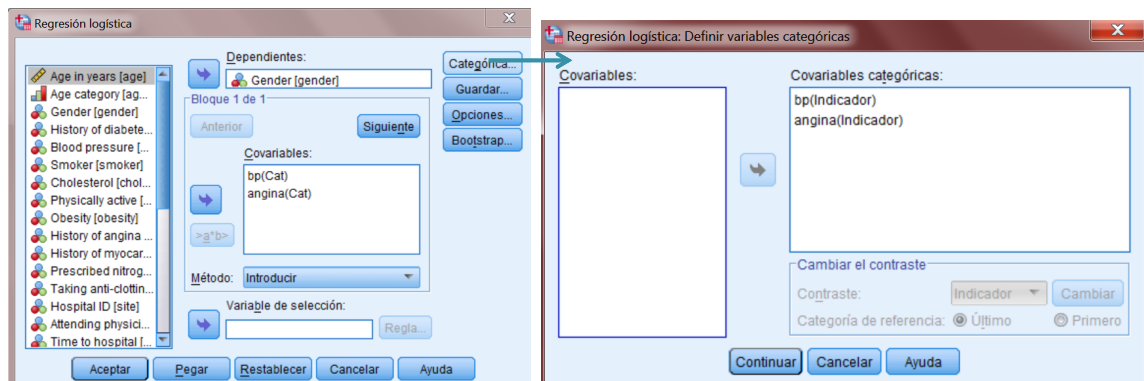 Regresión logística
Age in years [age]
Age category [ag...
Gender [gender]
History of diabete...
Blood pressure [...
Smoker [smoker]
Cholesterol [chol...
Physically active [...
Obesity [obesity]
History of angina ...
History of myocar...
Prescribed nitrog...
Taking anti-clottin...
Hospital ID [site]
Attending physici...
Time to hospital [...
Dependientes:
Gender [gender]
Bloque 1 de 1
Anterior
Siguiente
Covariables:
bp(Cat)
angina(Cat)
>a*b>
Método:
Introducir
Variable de selección:
Regla...
Categórica...
Guardar...
Opciones...
Bootstrap...
Aceptar
Pegar
Restablecer
Cancelar
Ayuda
Regresión logística: Definir variables categóricas
Covariables:
Covariables categóricas:
bp(Indicador)
angina(Indicador)
Cambiar el contraste
Contraste:
Indicador
Cambiar
Categoría de referencia:
Último
Primero
Continuar
Cancelar
Ayuda